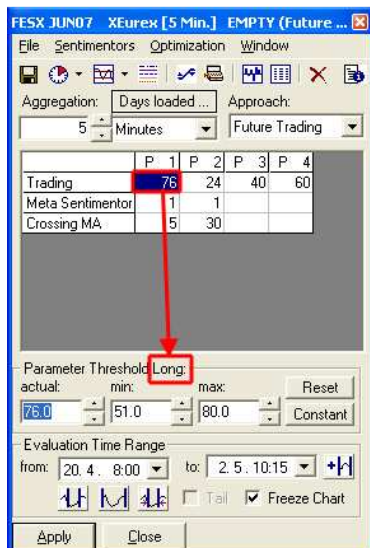 FESX JUN07 XEurex [5 Min.] EMPTY (Future ...
File Sentimentors Optimization Window
Aggregation: Days loaded ... Approach:
5 Minutes Future Trading
P 1 P 2 P 3 P 4
Trading 76 24 40 60
Meta Sentimentor 1 1
Crossing MA 5 30
Parameter Threshold Long:
actual: min: max: Reset
76.0 51.0 80.0 Constant
Evaluation Time Range
from: 20. 4. 8:00 to: 2. 5. 10:15
Tail Freeze Chart
Apply Close